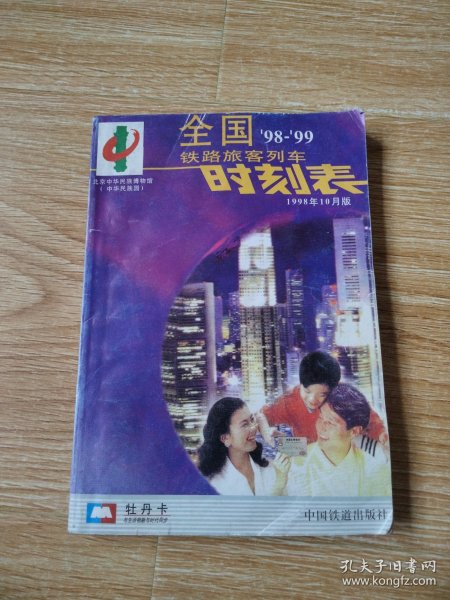 全国 '98-'99
铁路旅客列车
时刻表
1998年10月版
北京中华民族博物馆
(中华民族园)
牡丹卡
中国铁道出版社
孔夫子旧书网
www.kongfz.com